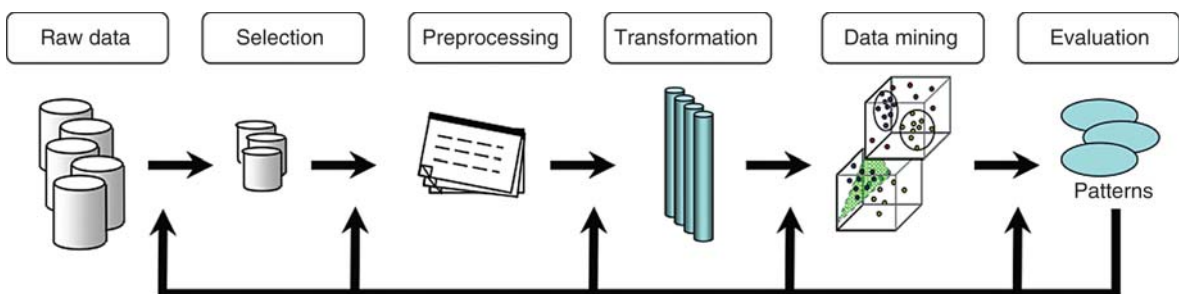 Raw data
Selection
Preprocessing
Transformation
Data mining
Evaluation
Patterns